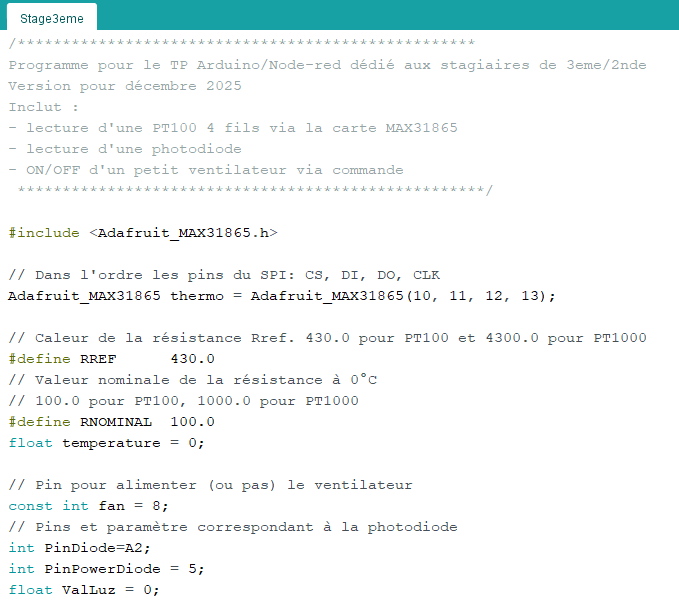 Stage3eme
/***************************************************
Programme pour le TP Arduino/Node-red dédié aux stagiaires de 3eme/2nde
Version pour décembre 2025
Inclut :
- lecture d'une PT100 4 fils via la carte MAX31865
- lecture d'une photodiode
- ON/OFF d'un petit ventilateur via commande
 ****************************************************/
#include <Adafruit_MAX31865.h>
// Dans l'ordre les pins du SPI: CS, DI, DO, CLK
Adafruit_MAX31865 thermo = Adafruit_MAX31865(10, 11, 12, 13);
// Caleur de la résistance Rref. 430.0 pour PT100 et 4300.0 pour PT1000
#define RREF      430.0
// Valeur nominale de la résistance à 0°C
// 100.0 pour PT100, 1000.0 pour PT1000
#define RNOMINAL  100.0
float temperature = 0;
// Pin pour alimenter (ou pas) le ventilateur
const int fan = 8;
// Pins et paramètre correspondant à la photodiode
int PinDiode=A2;
int PinPowerDiode = 5;
float ValLuz = 0;